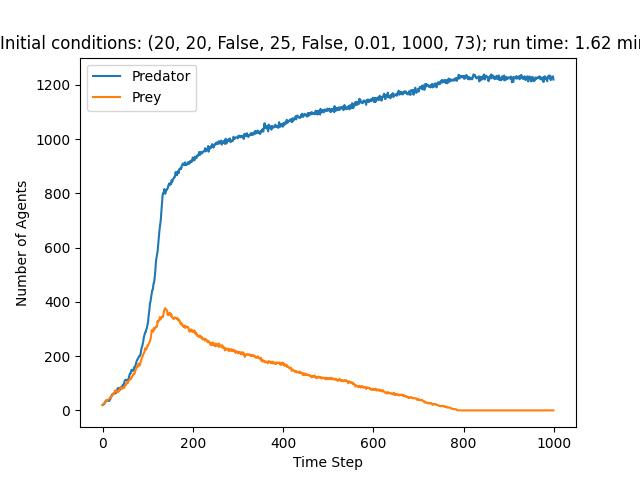 Initial conditions: (20, 20, False, 25, False, 0.01, 1000, 73); run time: 1.62
Predator
Prey
Number of Agents
1200
1000
800
600
400
200
0
0
200
400
600
800
1000
Time Step